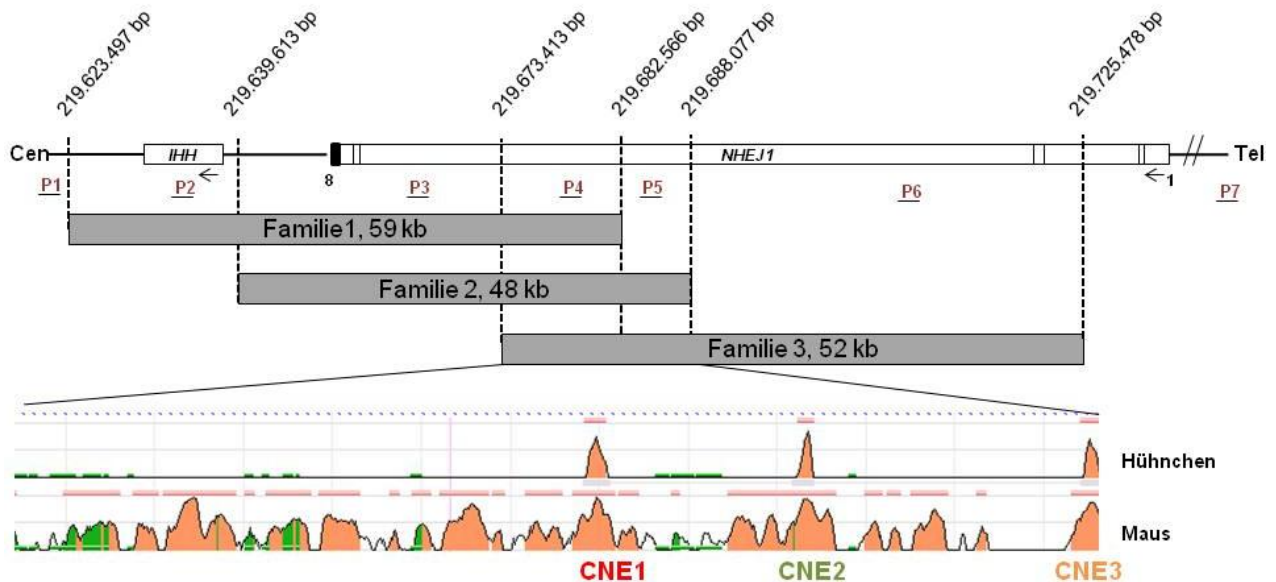 219.623.497 bp
219.639.613 bp
219.673.413 bp
219.682.566 bp
219.688.077 bp
219.725.478 bp
Cen IHH NHEJ1 Tel
8 1
P1 P2 P3 P4 P5 P6 P7
Familie1, 59 kb
Familie 2, 48 kb
Familie 3, 52 kb
Hühnchen
Maus
CNE1 CNE2 CNE3